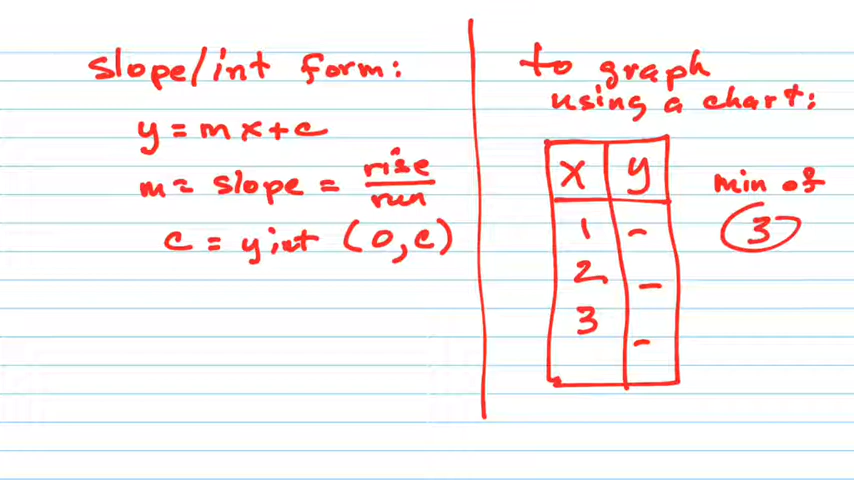 slope/int form:
y = mx + c
m = slope = rise/run
c = y int (0, c)
to graph
using a chart:
x y
1 -
2 -
3 -
min of
3